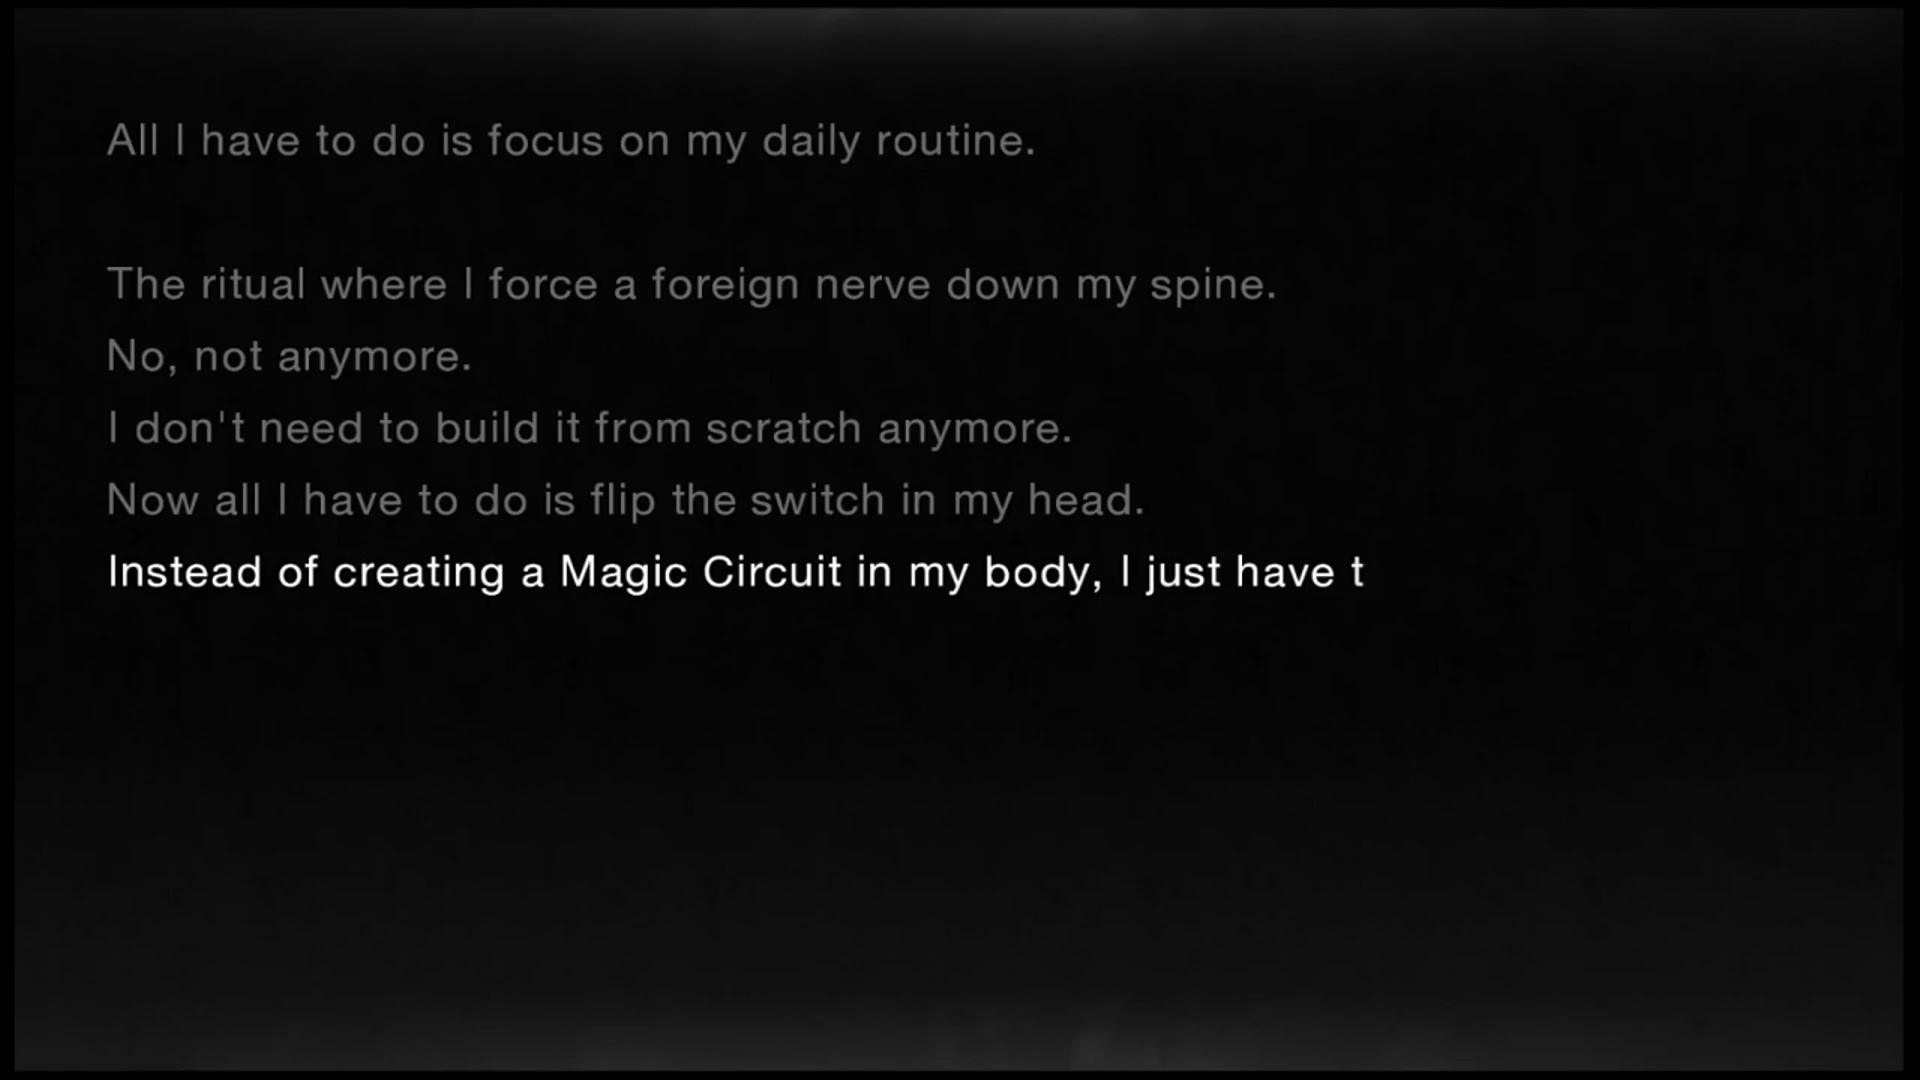 All I have to do is focus on my daily routine.
The ritual where I force a foreign nerve down my spine.
No, not anymore.
I don't need to build it from scratch anymore.
Now all I have to do is flip the switch in my head.
Instead of creating a Magic Circuit in my body, I just have t